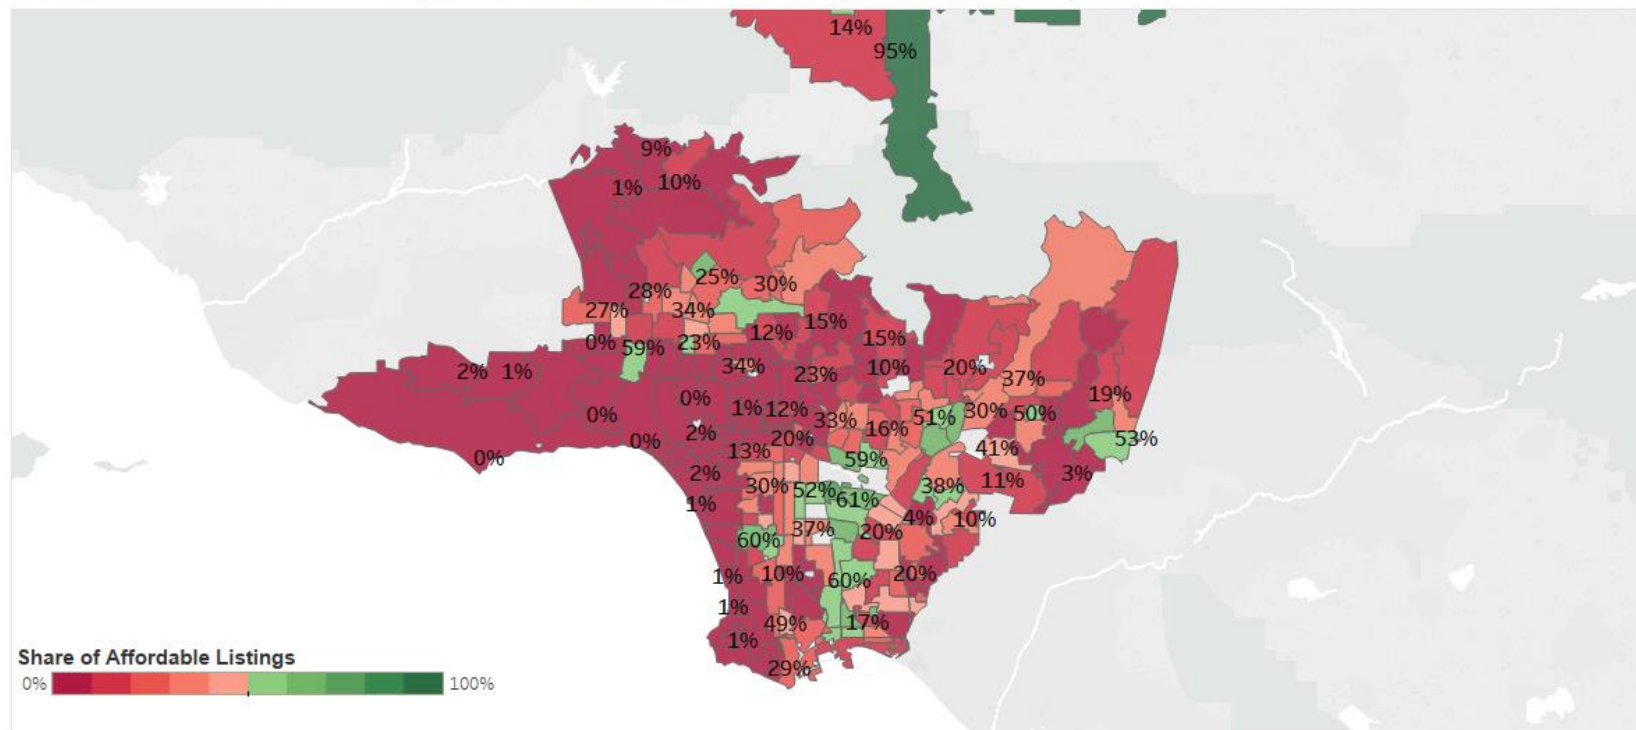 14%
95%
9%
1% 10%
25%
30%
28%
27% 34%
15%
12%
0% 59% 23% 15%
34% 10% 20%
2% 1% 23% 37%
0% 19%
1% 12%
0% 33% 51% 30% 50%
2% 20% 16%
0% 13% 41% 53%
0% 59%
2% 3%
30% 52% 38% 11%
1% 61%
4% 10%
60% 37% 20%
1% 10% 60% 20%
1%
49% 17%
1%
29%
Share of Affordable Listings
0% 100%